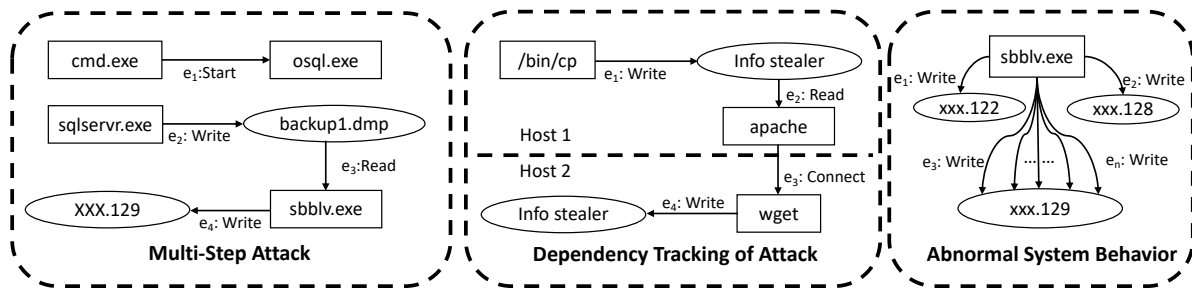 cmd.exe
e1:Start
osql.exe
sqlservr.exe
e2: Write
backup1.dmp
e3:Read
XXX.129
e4: Write
sbblv.exe
Multi-Step Attack
/bin/cp
e1: Write
Info stealer
e2: Read
Host 1
apache
Host 2
e3: Connect
Info stealer
e4: Write
wget
Dependency Tracking of Attack
sbblv.exe
e1: Write
e2: Write
xxx.122
xxx.128
e3: Write
... ...
en: Write
xxx.129
Abnormal System Behavior